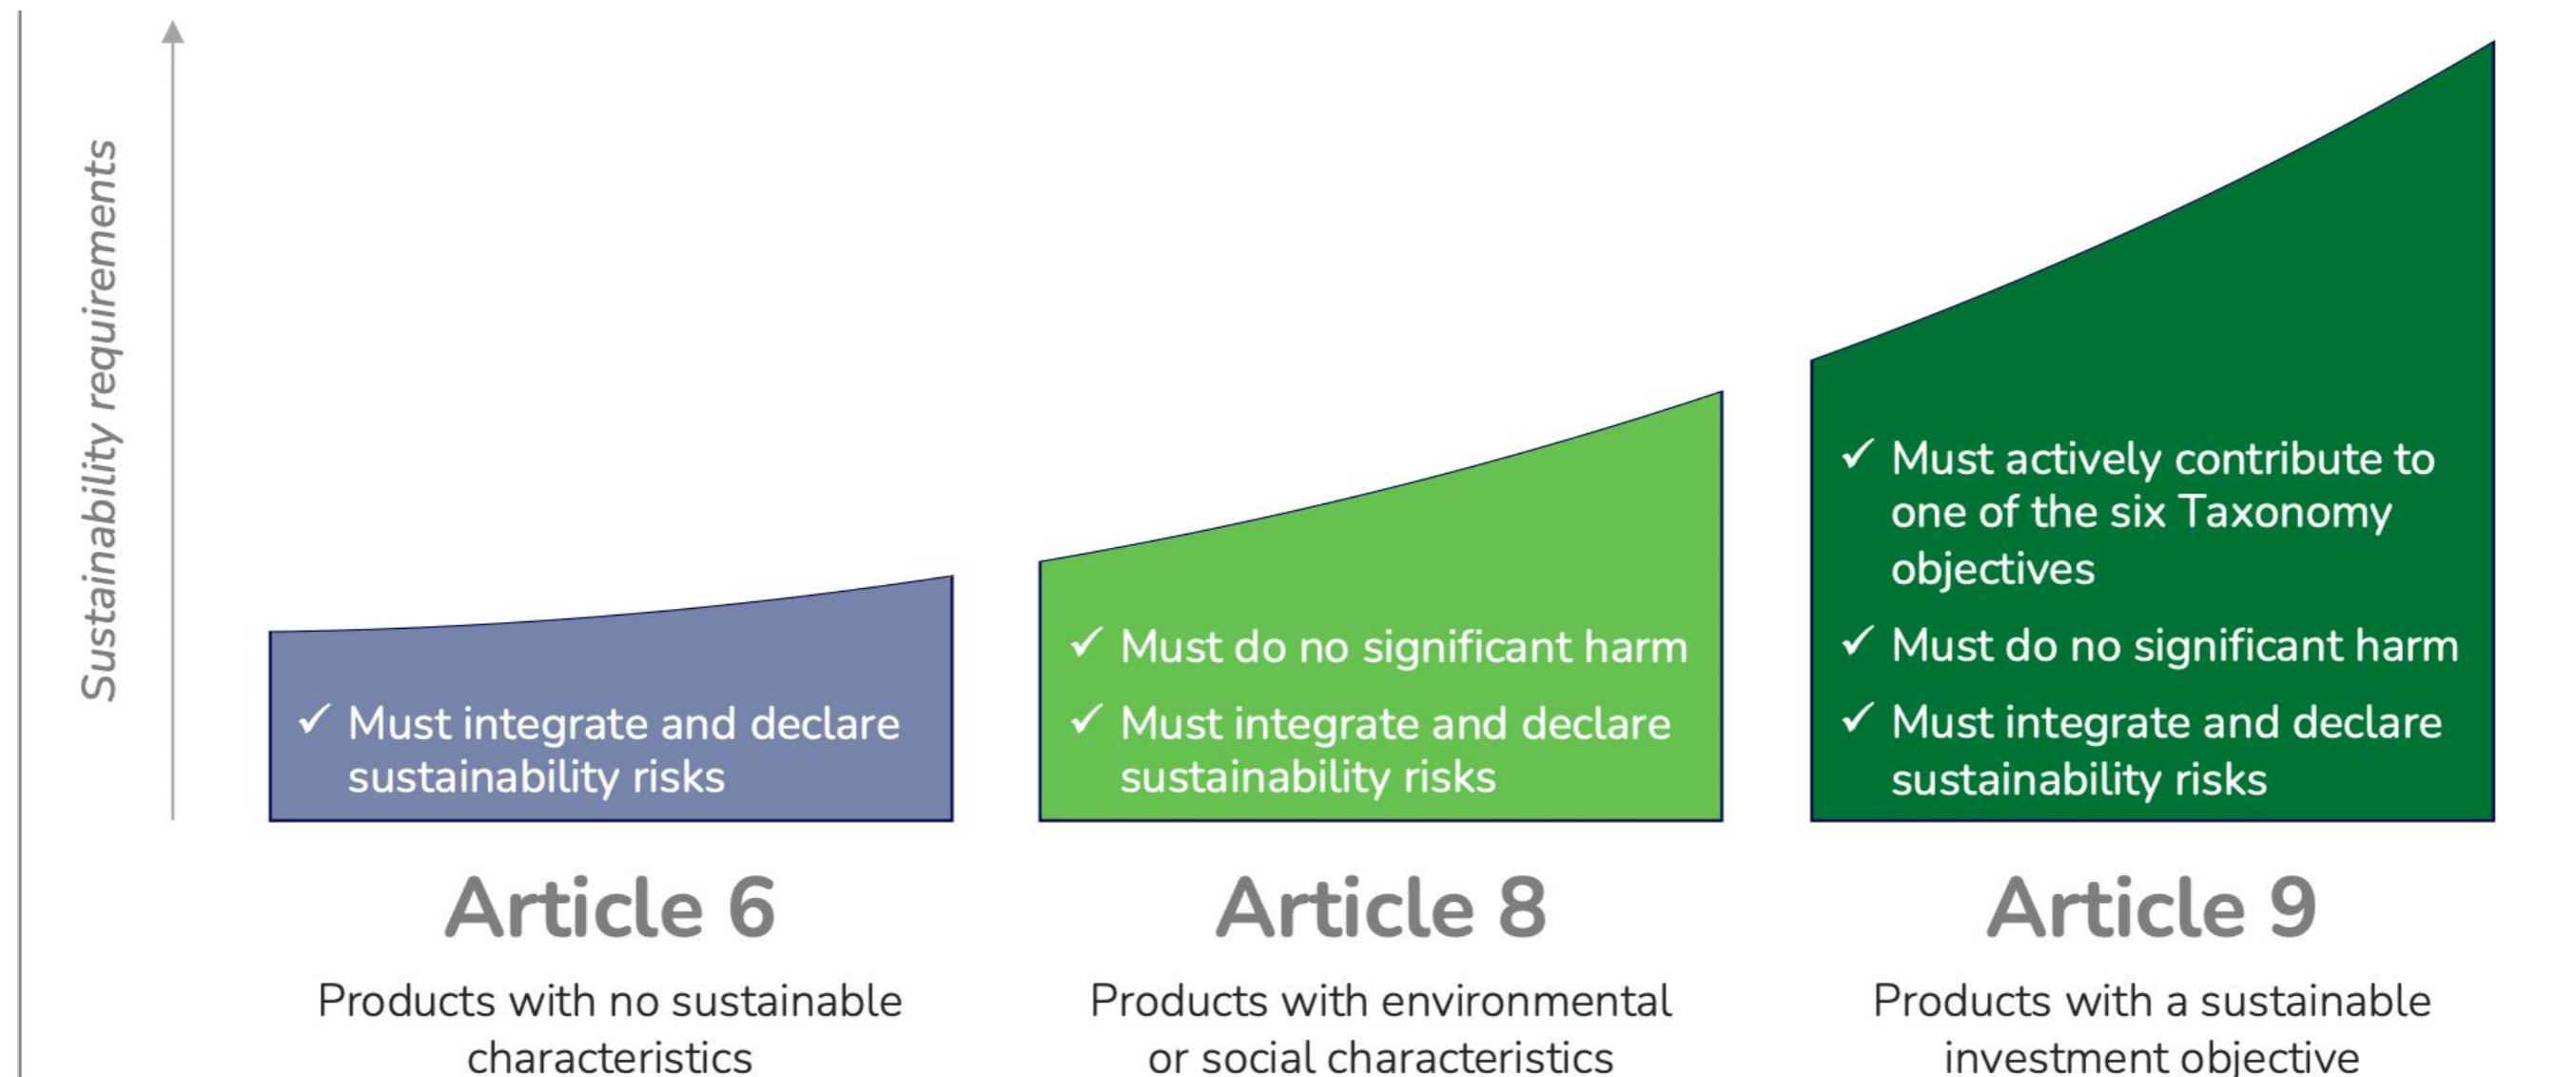 Sustainability requirements
✓ Must integrate and declare
sustainability risks
Article 6
Products with no sustainable
characteristics
✓ Must do no significant harm
✓ Must integrate and declare
sustainability risks
Article 8
Products with environmental
or social characteristics
✓ Must actively contribute to
one of the six Taxonomy
objectives
✓ Must do no significant harm
✓ Must integrate and declare
sustainability risks
Article 9
Products with a sustainable
investment objective